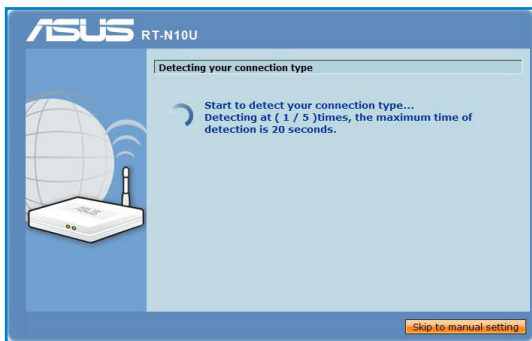 ASUS RT-N10U
Detecting your connection type
Start to detect your connection type...
Detecting at ( 1 / 5 )times, the maximum time of
detection is 20 seconds.
ASUS
Skip to manual setting